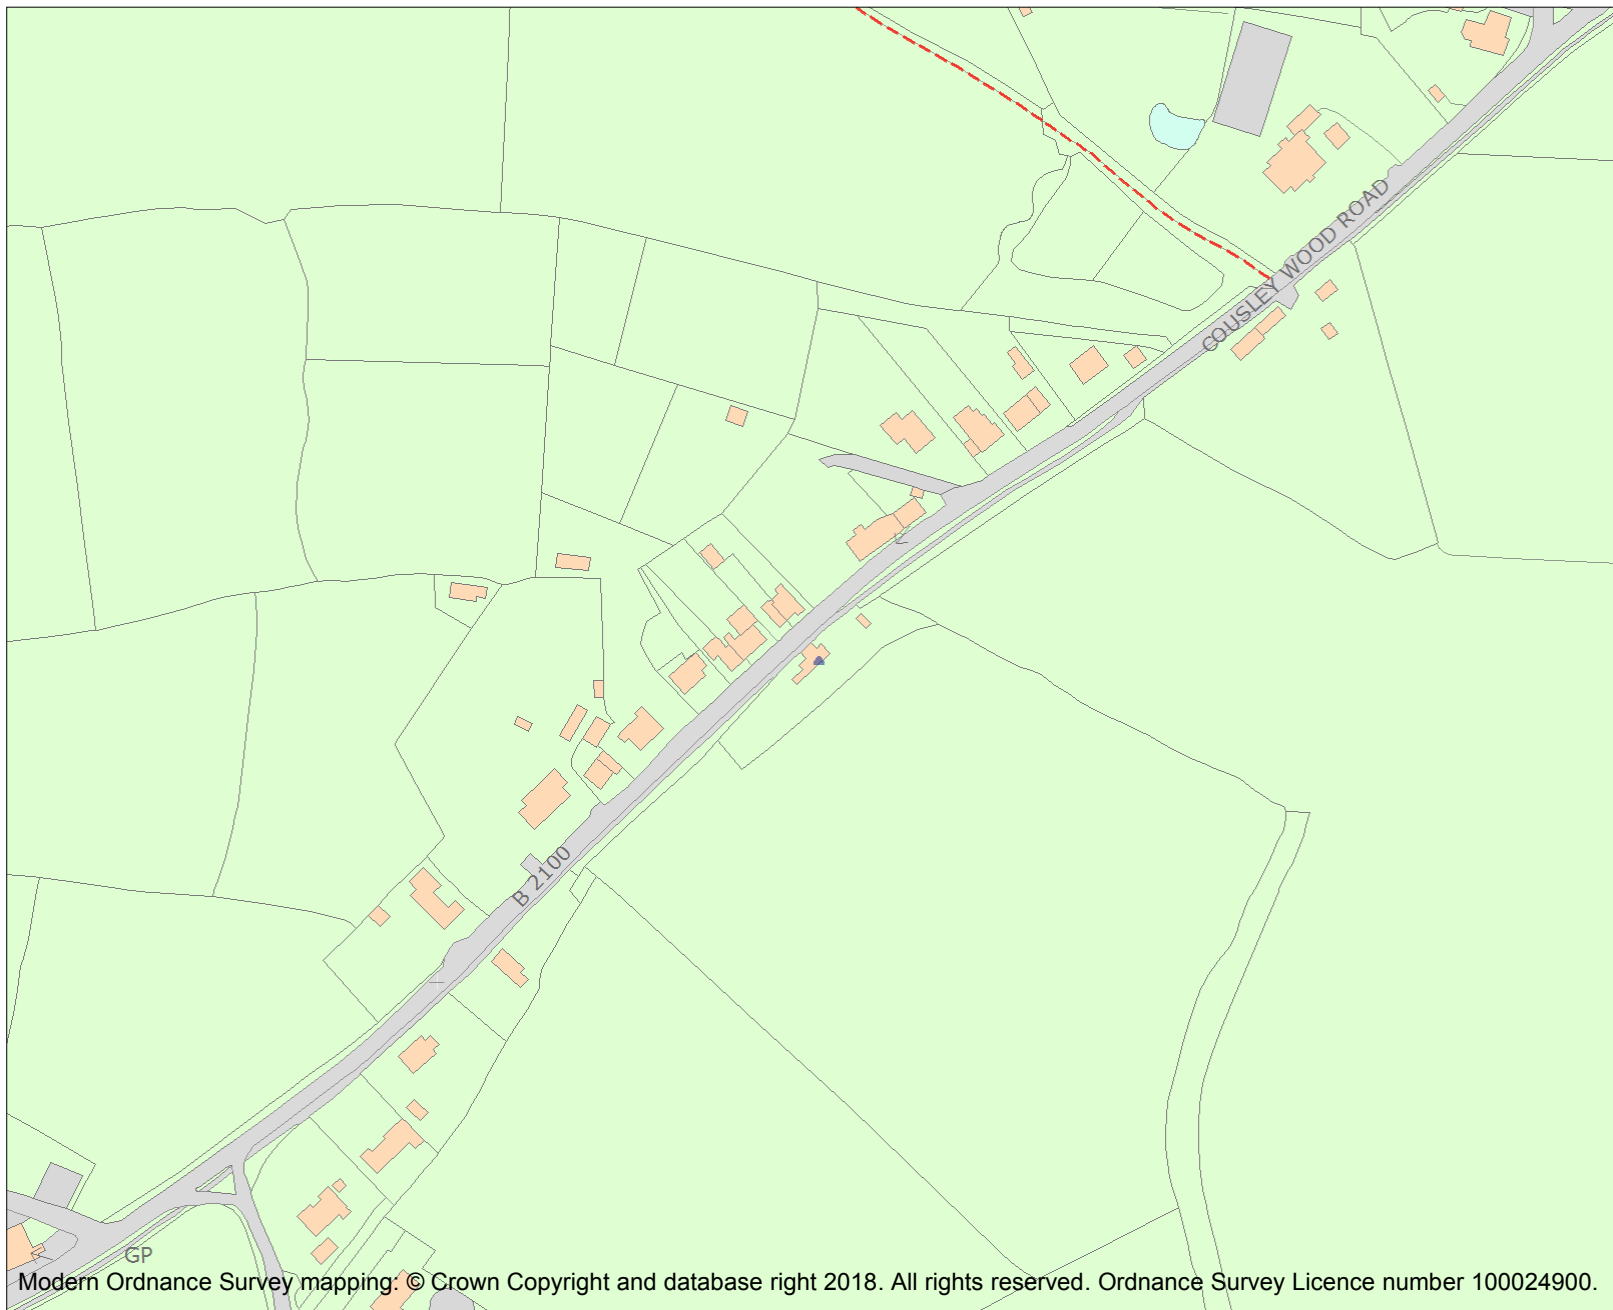 COUSLEY WOOD ROAD
B 2100
GP
Modern Ordnance Survey mapping: © Crown Copyright and database right 2018. All rights reserved. Ordnance Survey Licence number 100024900.